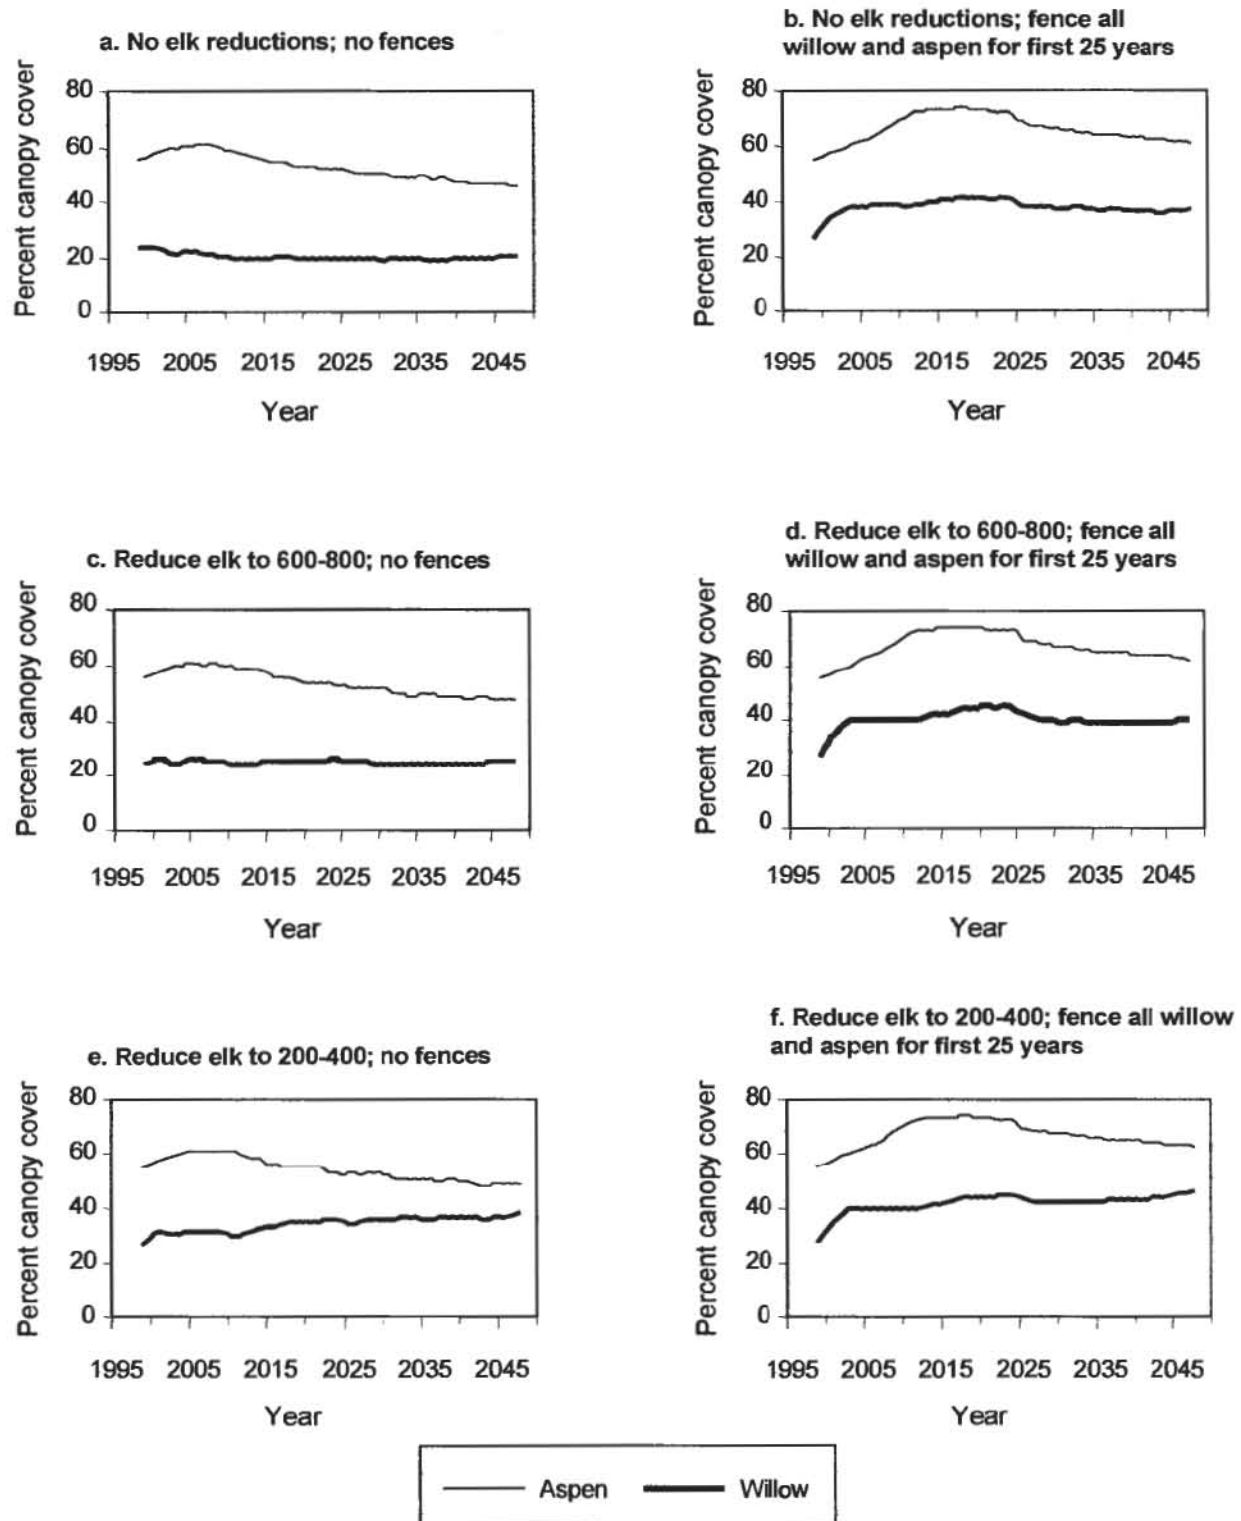 a. No elk reductions; no fences
Percent canopy cover
80
60
40
20
0
1995 2005 2015 2025 2035 2045
Year
b. No elk reductions; fence all
willow and aspen for first 25 years
Percent canopy cover
80
60
40
20
0
1995 2005 2015 2025 2035 2045
Year
c. Reduce elk to 600-800; no fences
Percent canopy cover
80
60
40
20
0
1995 2005 2015 2025 2035 2045
Year
d. Reduce elk to 600-800; fence all
willow and aspen for first 25 years
Percent canopy cover
80
60
40
20
0
1995 2005 2015 2025 2035 2045
Year
e. Reduce elk to 200-400; no fences
Percent canopy cover
80
60
40
20
0
1995 2005 2015 2025 2035 2045
Year
f. Reduce elk to 200-400; fence all willow
and aspen for first 25 years
Percent canopy cover
80
60
40
20
0
1995 2005 2015 2025 2035 2045
Year
Aspen Willow